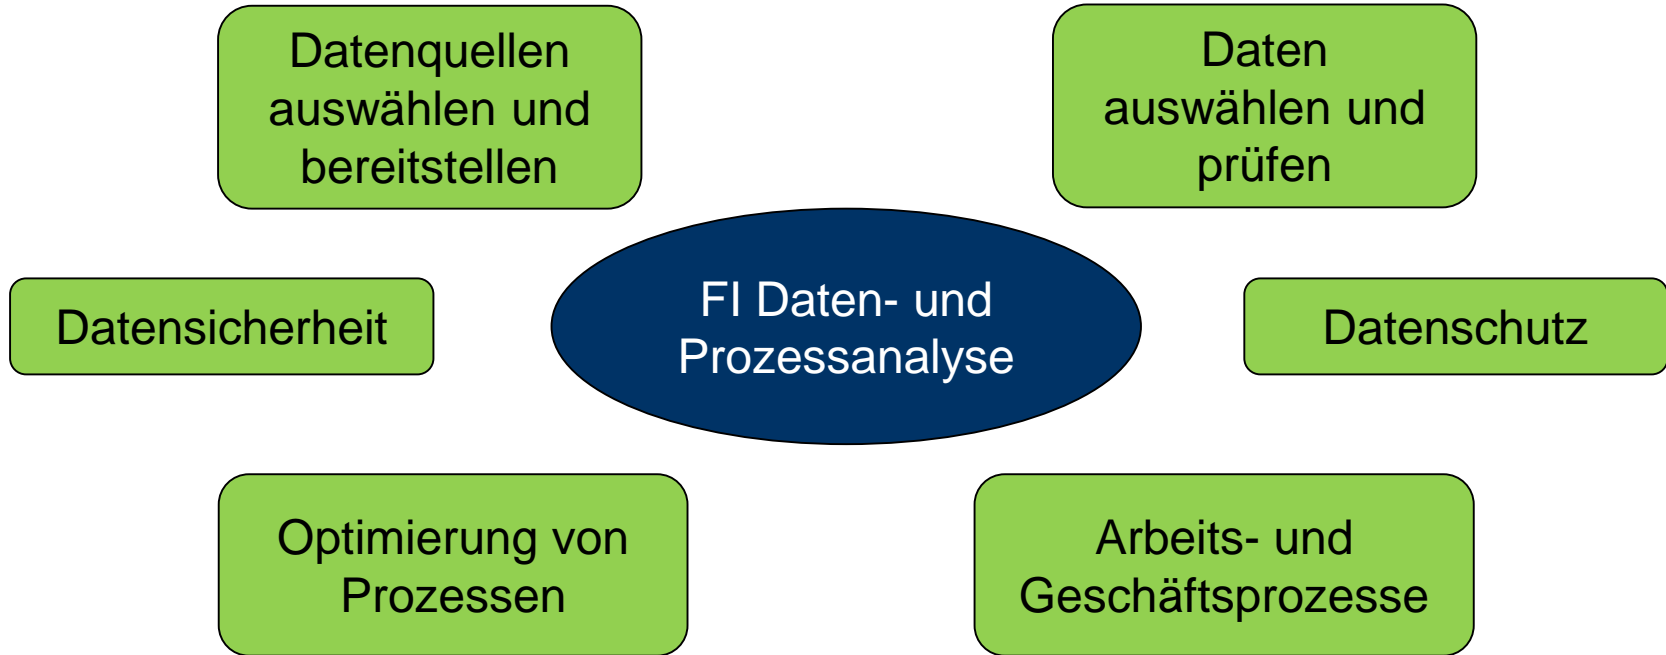 Datenquellen
auswählen und
bereitstellen
Daten
auswählen und
prüfen
Datensicherheit
FI Daten- und
Prozessanalyse
Datenschutz
Optimierung von
Prozessen
Arbeits- und
Geschäftsprozesse